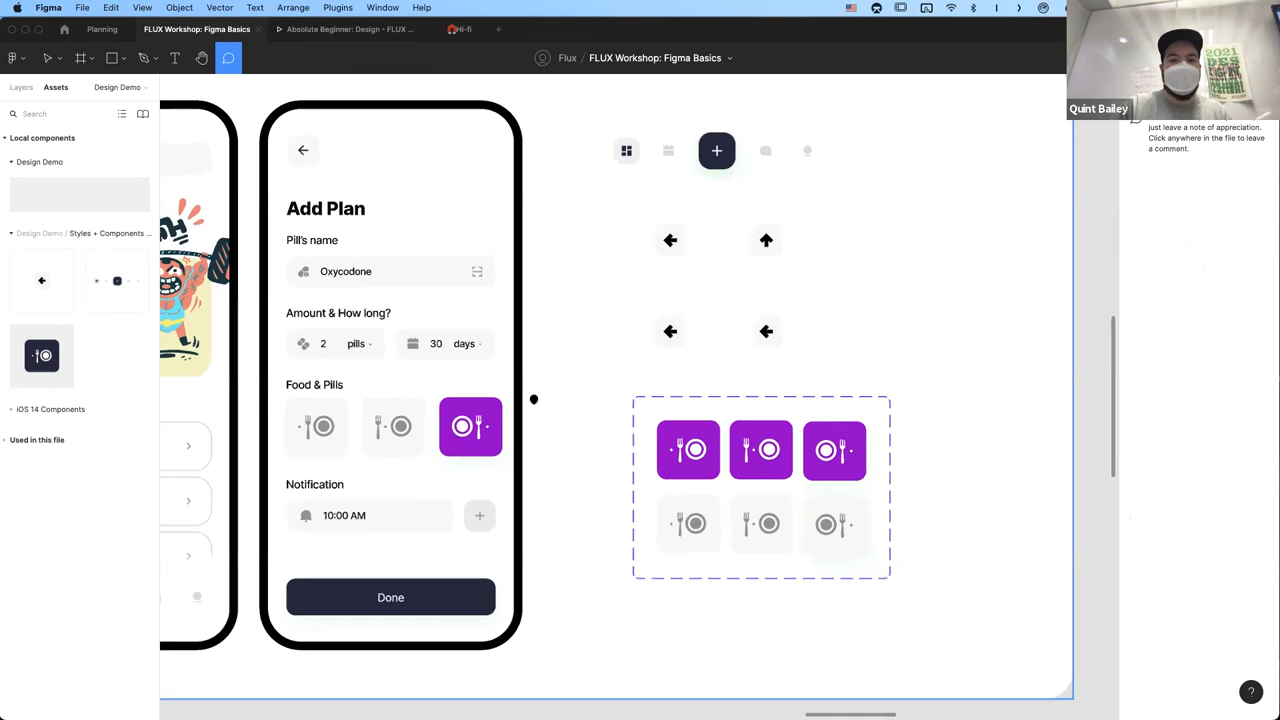 Figma File Edit View Object Vector Text Arrange Plugins Window Help
Planning
FLUX Workshop: Figma Basics
Absolute Beginner: Design - FLUX ...
Hi-fi
Flux / FLUX Workshop: Figma Basics
2021
Quint Bailey
Layers Assets Design Demo
Search
just leave a note of appreciation.
Click anywhere in the file to leave
a comment.
Local components
Design Demo
Design Demo / Styles + Components ...
iOS 14 Components
Used in this file
Add Plan
Pill's name
Oxycodone
Amount & How long?
2 pills
30 days
Food & Pills
Notification
10:00 AM
Done
?